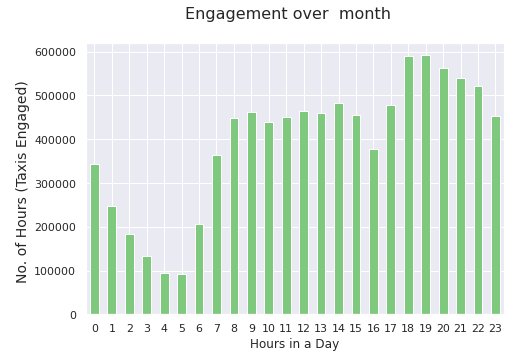 Engagement over  month
600000
500000
400000
300000
200000
100000
0
No. of Hours (Taxis Engaged)
0 1 2 3 4 5 6 7 8 9 10 11 12 13 14 15 16 17 18 19 20 21 22 23
Hours in a Day